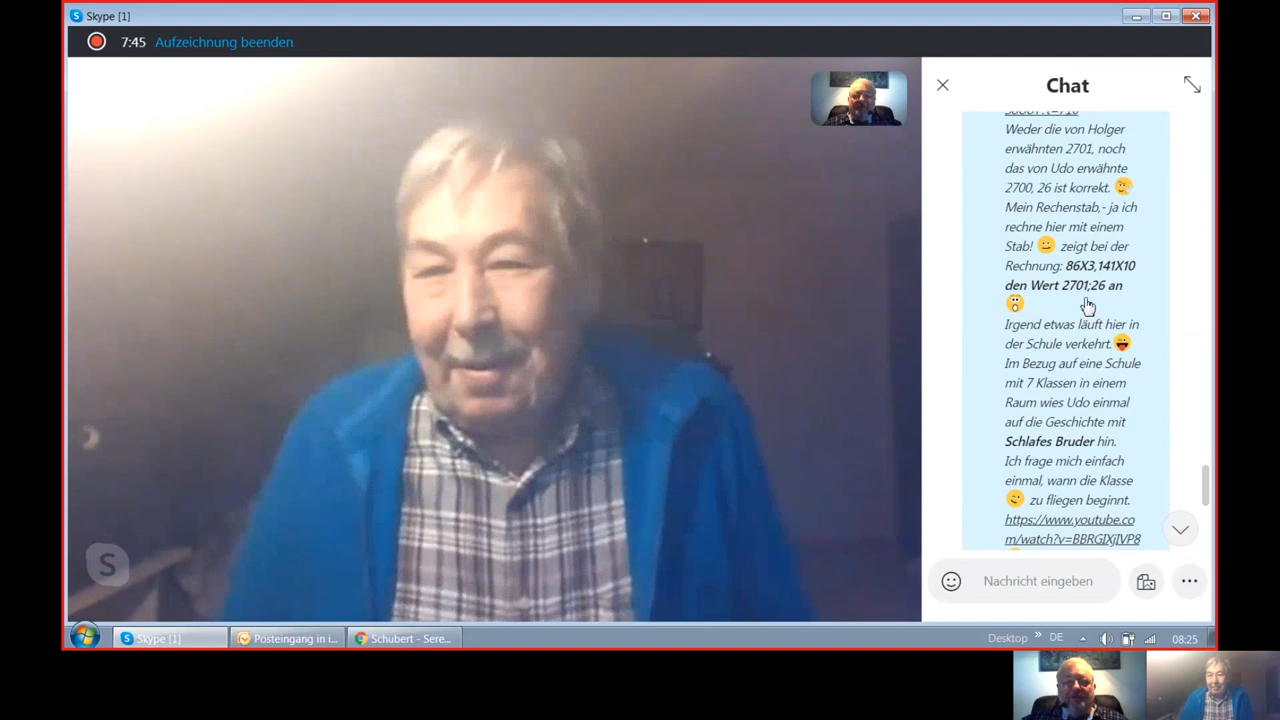 Skype [1]
7:45 Aufzeichnung beenden
Chat
Weder die von Holger
erwähnten 2701, noch
das von Udo erwähnte
2700, 26 ist korrekt.
Mein Rechenstab,- ja ich
rechne hier mit einem
Stab! zeigt bei der
Rechnung: 86X3,141X10
den Wert 2701;26 an
Irgend etwas läuft hier in
der Schule verkehrt.
Im Bezug auf eine Schule
mit 7 Klassen in einem
Raum wies Udo einmal
auf die Geschichte mit
Schlafes Bruder hin.
Ich frage mich einfach
einmal, wann die Klasse
zu fliegen beginnt.
https://www.youtube.co
m/watch?v=BBRGIXjIVP8
Nachricht eingeben
S
Skype [1]
Posteingang in i...
Schubert - Sere...
Desktop » DE 08:25